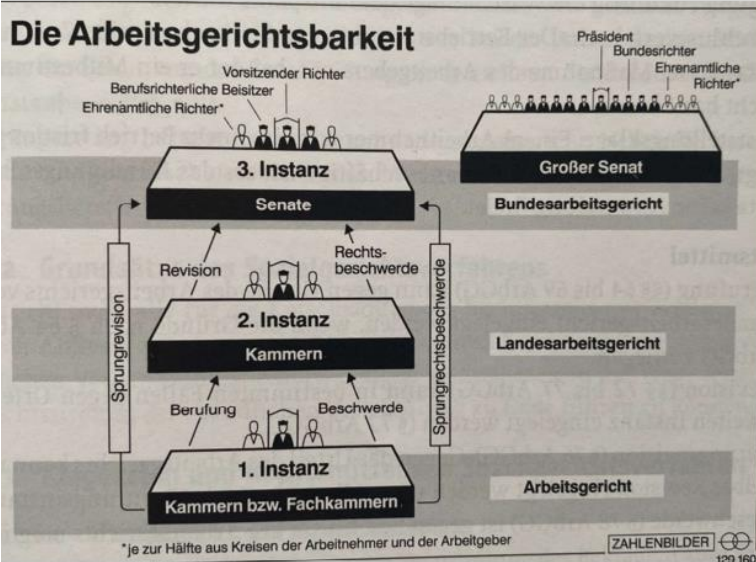 Die Arbeitsgerichtsbarkeit
Vorsitzender Richter
Berufsrichterliche Beisitzer
Ehrenamtliche Richter*
3. Instanz
Senate
Präsident
Bundesrichter
Ehrenamtliche
Richter*
Großer Senat
Bundesarbeitsgericht
Revision
Rechts-
beschwerde
Sprungrevision
Sprungrechtsbeschwerde
2. Instanz
Kammern
Landesarbeitsgericht
Berufung
Beschwerde
1. Instanz
Kammern bzw. Fachkammern
Arbeitsgericht
*je zur Hälfte aus Kreisen der Arbeitnehmer und der Arbeitgeber
ZAHLENBILDER
129 160